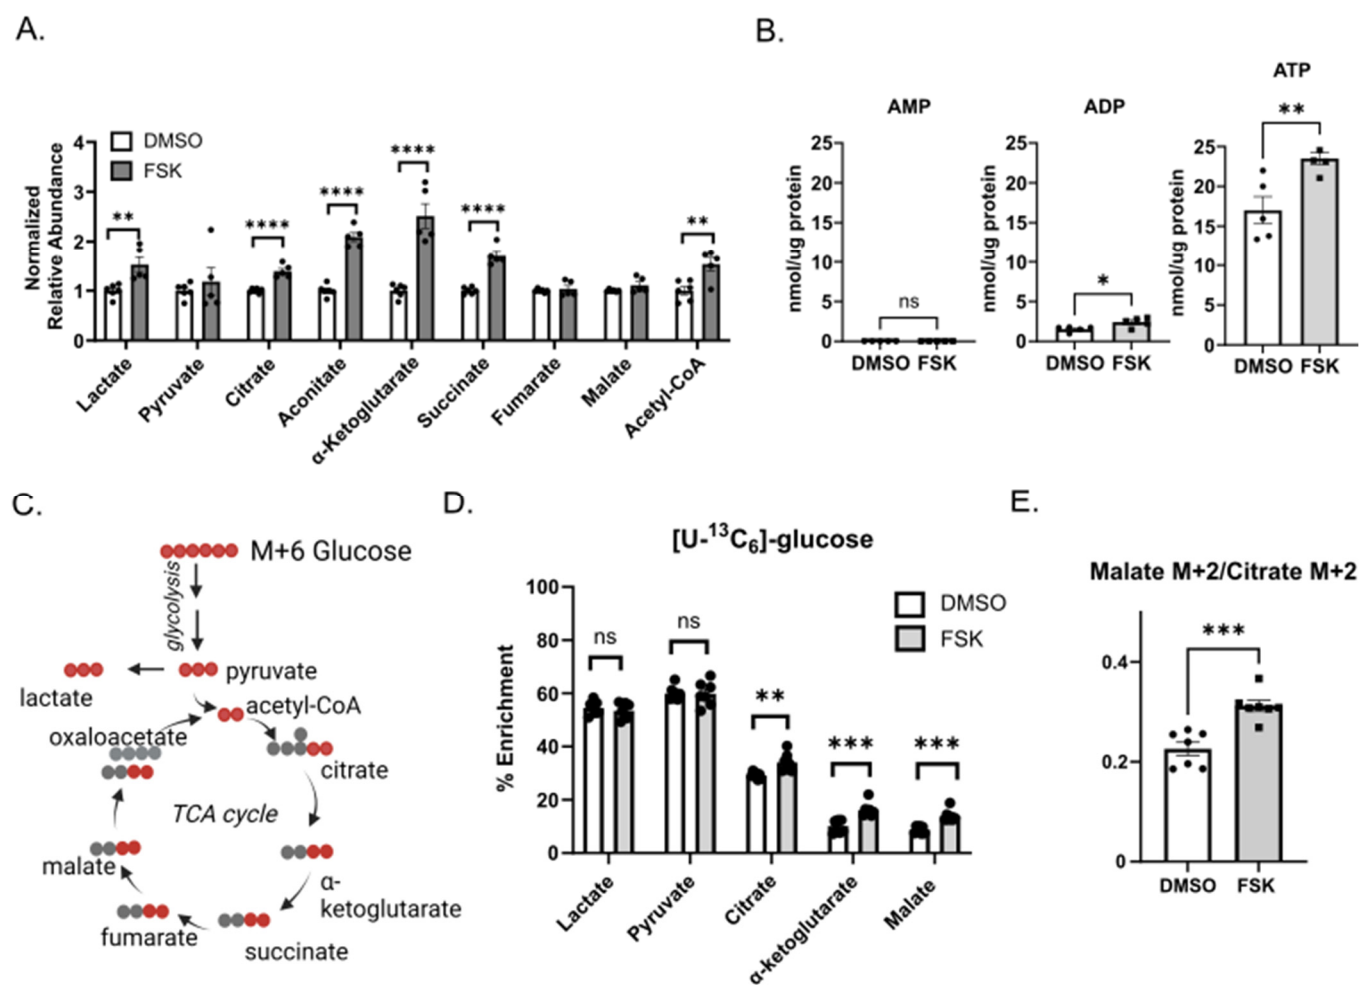 A.
DMSO
FSK
Normalized
Relative Abundance
4
3
2
1
0
**
****
****
****
****
**
Lactate
Pyruvate
Citrate
Aconitate
α-Ketoglutarate
Succinate
Fumarate
Malate
Acetyl-CoA
B.
AMP
nmol/ug protein
25
20
15
10
5
0
ns
DMSO FSK
ADP
nmol/ug protein
25
20
15
10
5
0
*
DMSO FSK
ATP
nmol/ug protein
25
20
15
10
5
0
**
DMSO FSK
C.
M+6 Glucose
glycolysis
pyruvate
lactate
acetyl-CoA
oxaloacetate
citrate
TCA cycle
malate
α-
ketoglutarate
fumarate
succinate
D.
[U-¹³C₆]-glucose
DMSO
FSK
% Enrichment
100
80
60
40
20
0
ns
ns
**
***
***
Lactate
Pyruvate
Citrate
α-ketoglutarate
Malate
E.
Malate M+2/Citrate M+2
***
0.4
0.2
0
DMSO FSK